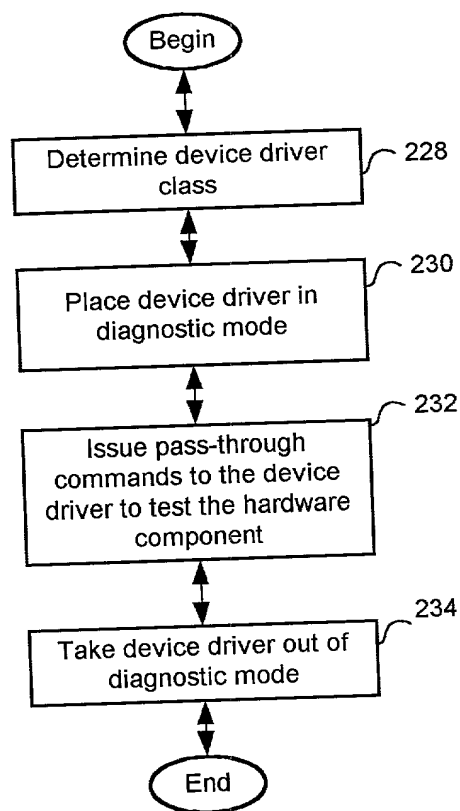 Begin
Determine device driver
class
228
Place device driver in
diagnostic mode
230
Issue pass-through
commands to the device
driver to test the hardware
component
232
Take device driver out of
diagnostic mode
234
End